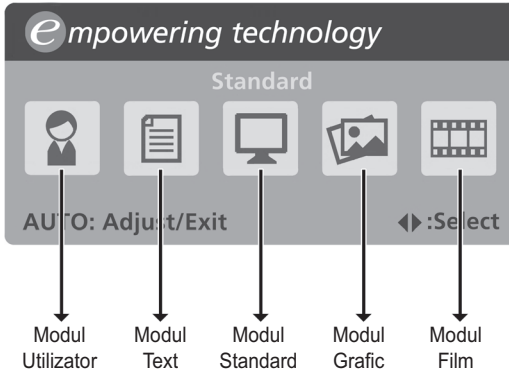 empowering technology
Standard
AUTO: Adjust/Exit
:Select
Modul Utilizator
Modul Text
Modul Standard
Modul Grafic
Modul Film